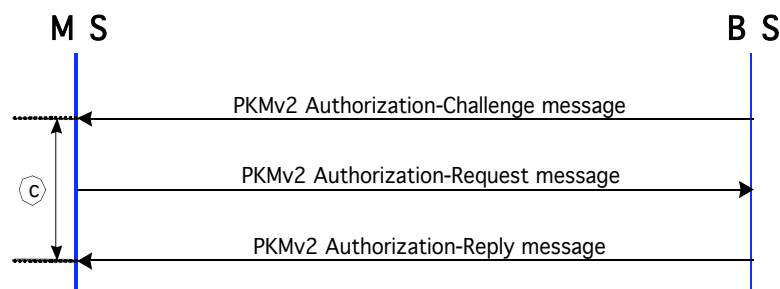 M S
B S
PKMv2 Authorization-Challenge message
c
PKMv2 Authorization-Request message
PKMv2 Authorization-Reply message